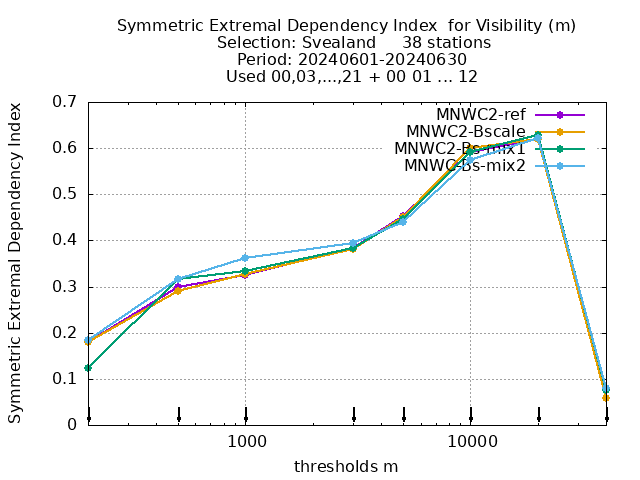 Symmetric Extremal Dependency Index  for Visibility (m)
Selection: Svealand     38 stations
Period: 20240601-20240630
Used 00,03,...,21 + 00 01 ... 12
Symmetric Extremal Dependency Index
0.7
0.6
0.5
0.4
0.3
0.2
0.1
0
MNWC2-ref
MNWC2-Bscale
MNWC2-Bs-mix1
MNWC-Bs-mix2
1000
10000
thresholds m